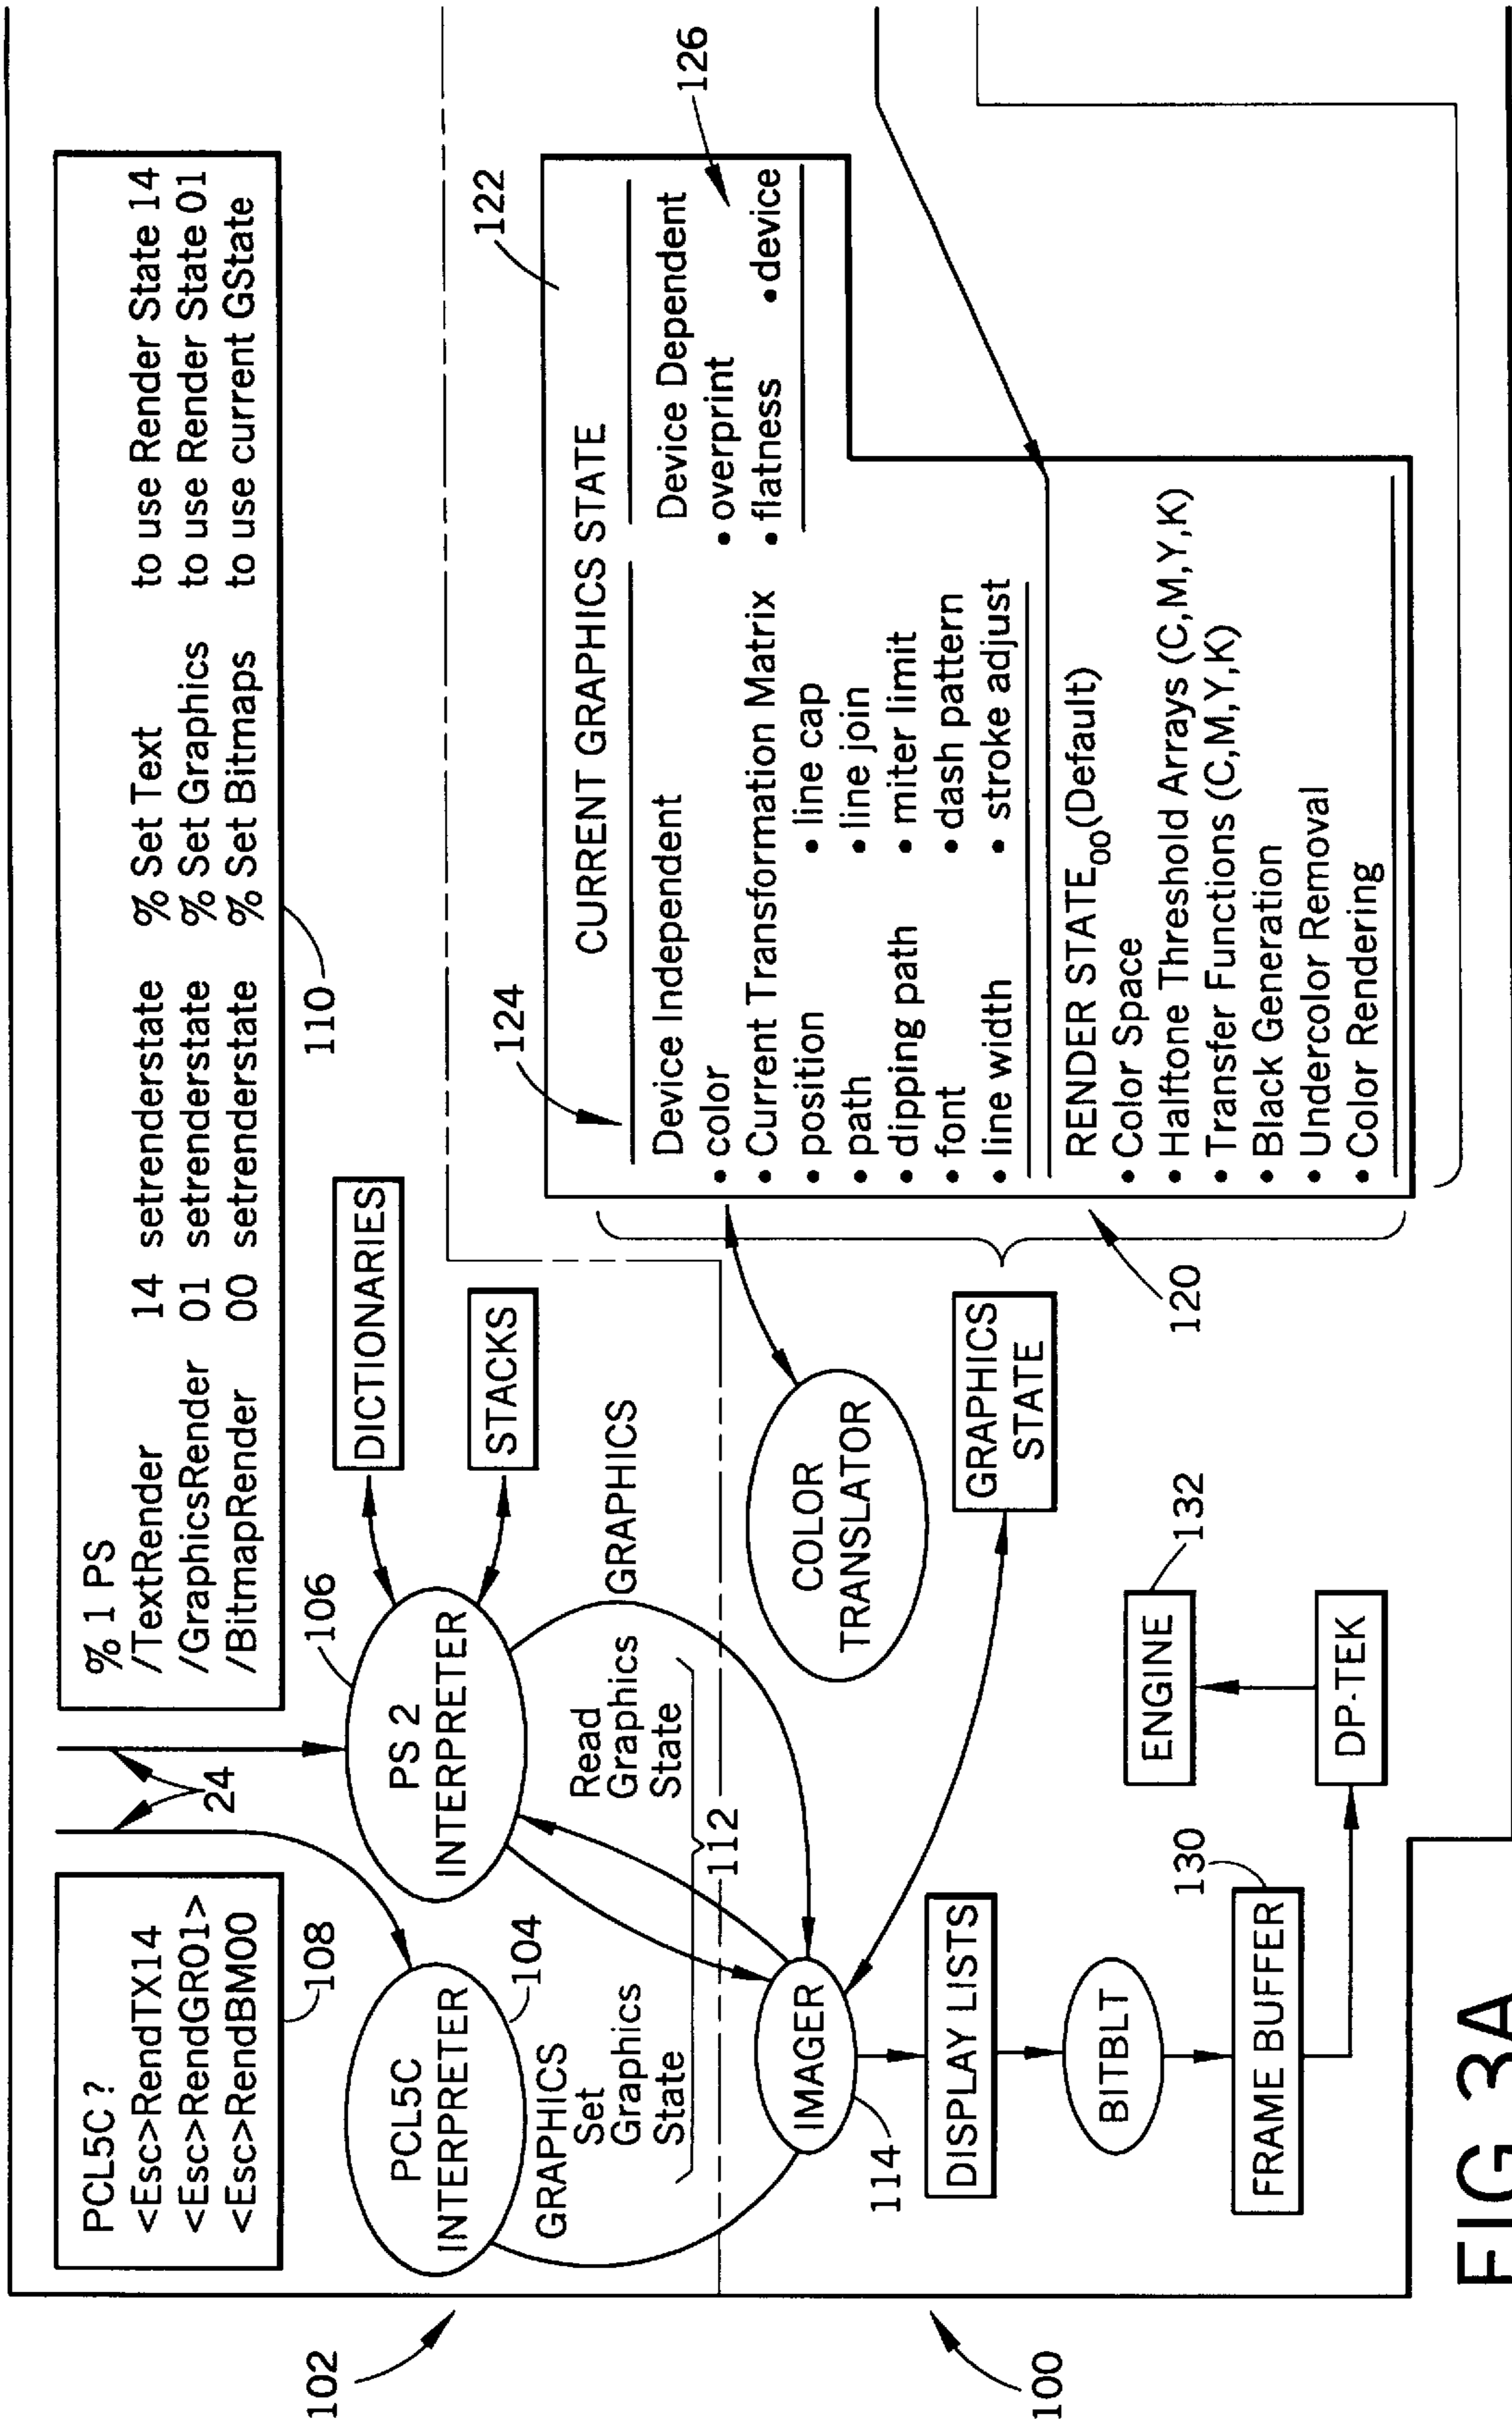 PCL5C ?
<Esc>RendTX14
<Esc>RendGR01>
<Esc>RendBM00
108
24
% 1 PS
/TextRender 14 setrenderstate % Set Text to use Render State 14
/GraphicsRender 01 setrenderstate % Set Graphics to use Render State 01
/BitmapRender 00 setrenderstate % Set Bitmaps to use current GState
110
102
PCL5C
INTERPRETER
104
PS 2
INTERPRETER
106
DICTIONARIES
STACKS
GRAPHICS
Set
Graphics
State
Read
Graphics
State
GRAPHICS
112
100
IMAGER
114
DISPLAY LISTS
BITBLT
FRAME BUFFER
130
DP-TEK
ENGINE
132
COLOR
TRANSLATOR
GRAPHICS
STATE
120
124
122
CURRENT GRAPHICS STATE
Device Independent
• color
• Current Transformation Matrix
• position • line cap
• path • line join
• dipping path • miter limit
• font • dash pattern
• line width • stroke adjust
Device Dependent
• overprint
• flatness • device
126
RENDER STATE00(Default)
• Color Space
• Halftone Threshold Arrays (C,M,Y,K)
• Transfer Functions (C,M,Y,K)
• Black Generation
• Undercolor Removal
• Color Rendering
FIG 3A